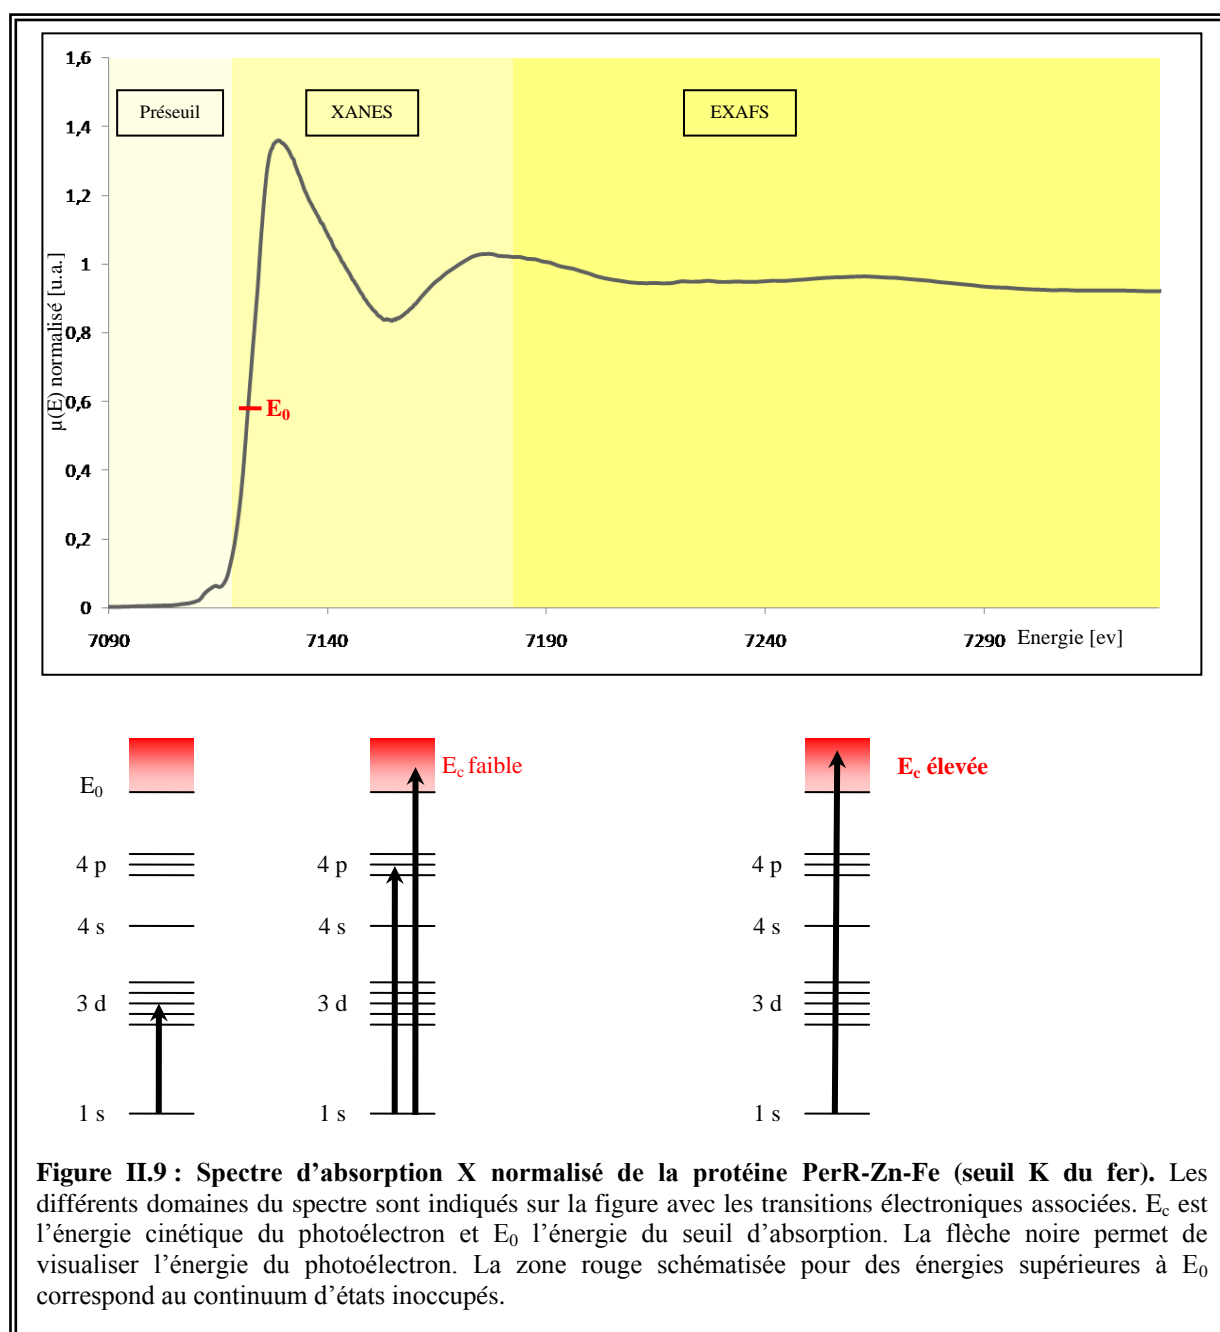 1,6
Préseuil XANES EXAFS
1,4
1,2
1
0,8
0,6
E₀
0,4
0,2
0
µ(E) normalisé [u.a.]
7090 7140 7190 7240 7290 Energie [ev]
E₀ E_c faible E_c élevée
4 p 4 p 4 p
4 s 4 s 4 s
3 d 3 d 3 d
1 s 1 s 1 s
Figure II.9 : Spectre d’absorption X normalisé de la protéine PerR-Zn-Fe (seuil K du fer). Les
différents domaines du spectre sont indiqués sur la figure avec les transitions électroniques associées. E_c est
l’énergie cinétique du photoélectron et E₀ l’énergie du seuil d’absorption. La flèche noire permet de
visualiser l’énergie du photoélectron. La zone rouge schématisée pour des énergies supérieures à E₀
correspond au continuum d’états inoccupés.